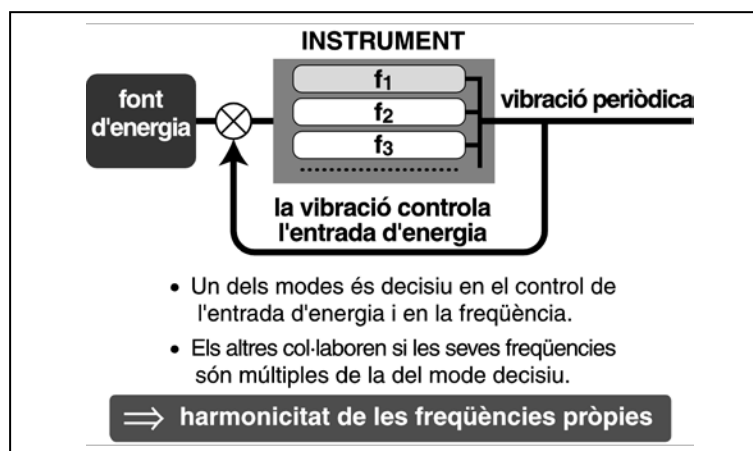 INSTRUMENT
font
d'energia
f1
f2
f3
vibració periòdica
la vibració controla
l'entrada d'energia
• Un dels modes és decisiu en el control de
l'entrada d'energia i en la freqüència.
• Els altres col·laboren si les seves freqüencies
són múltiples de la del mode decisiu.
⇒ harmonicitat de les freqüències pròpies